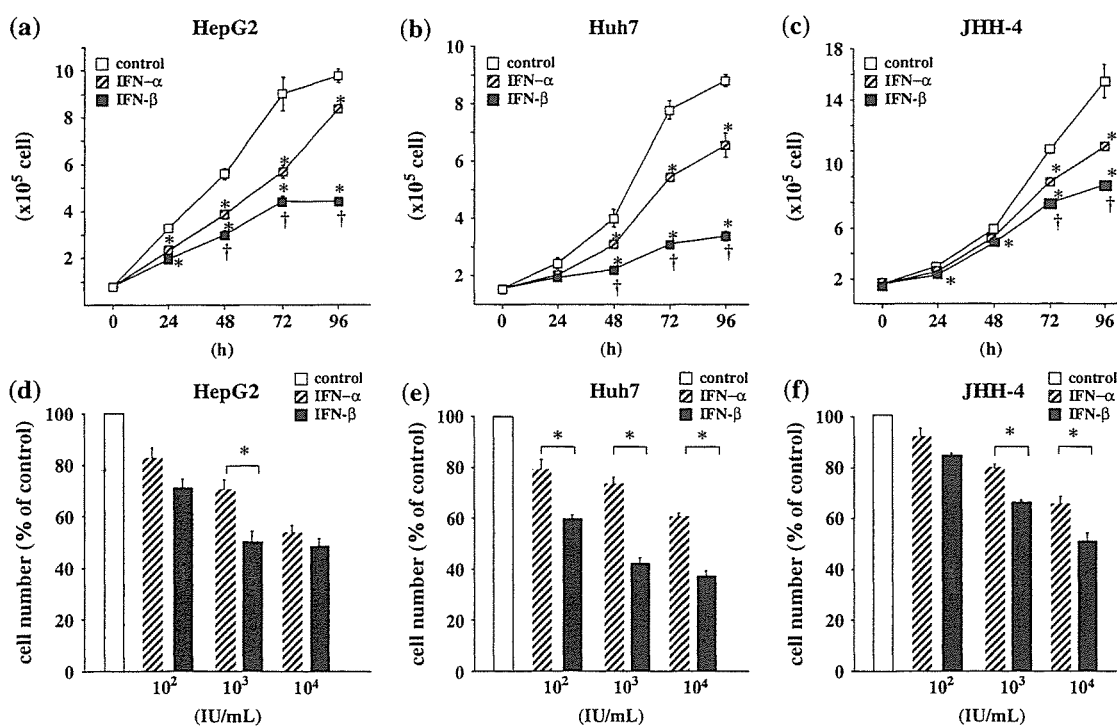 (a) HepG2
control
IFN-α
IFN-β
10
8
6
4
2
(x10⁵ cell)
* * * * * * * *
† † †
0 24 48 72 96
(h)
(b) Huh7
control
IFN-α
IFN-β
10
8
6
4
2
(x10⁵ cell)
* * * * * *
† † †
0 24 48 72 96
(h)
(c) JHH-4
control
IFN-α
IFN-β
18
14
10
6
2
(x10⁵ cell)
* * * * * *
† †
0 24 48 72 96
(h)
(d) HepG2
control
IFN-α
IFN-β
100
80
60
40
20
0
cell number (% of control)
*
10² 10³ 10⁴
(IU/mL)
(e) Huh7
control
IFN-α
IFN-β
100
80
60
40
20
0
cell number (% of control)
* * *
10² 10³ 10⁴
(IU/mL)
(f) JHH-4
control
IFN-α
IFN-β
100
80
60
40
20
0
cell number (% of control)
* *
10² 10³ 10⁴
(IU/mL)